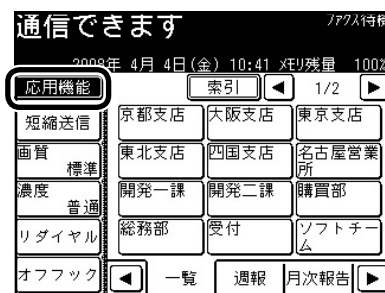 通信できます
ファクス待機
2008年 4月 4日(金) 10:41 メモリ残量 100%
応用機能
索引 ◀ 1/2 ▶
短縮送信
京都支店 大阪支店 東京支店
画質 標準
東北支店 四国支店 名古屋営業所
濃度 普通
開発一課 開発二課 購買部
リダイヤル
総務部 受付 ソフトチーム
オフフック
◀ 一覧 週報 月次報告 ▶